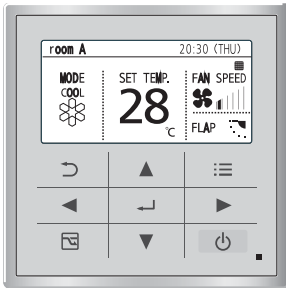 room A 20:30 (THU)
MODE SET TEMP. FAN SPEED
COOL
28
°C
FLAP